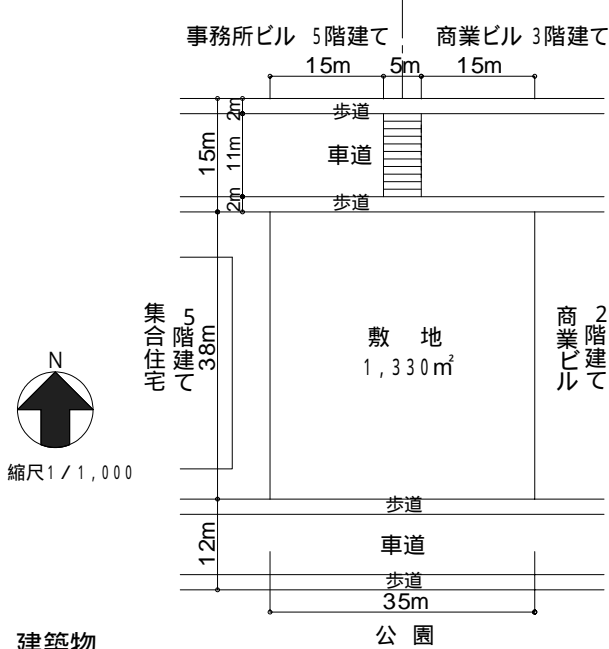 事務所ビル 5階建て
商業ビル 3階建て
15m 5m 15m
歩道
車道
歩道
15m
2m
11m
2m
5階建て
集合住宅
38m
敷 地
1,330㎡
2階建て
商業ビル
N
縮尺1/1,000
歩道
車道
歩道
12m
35m
公 園
建築物